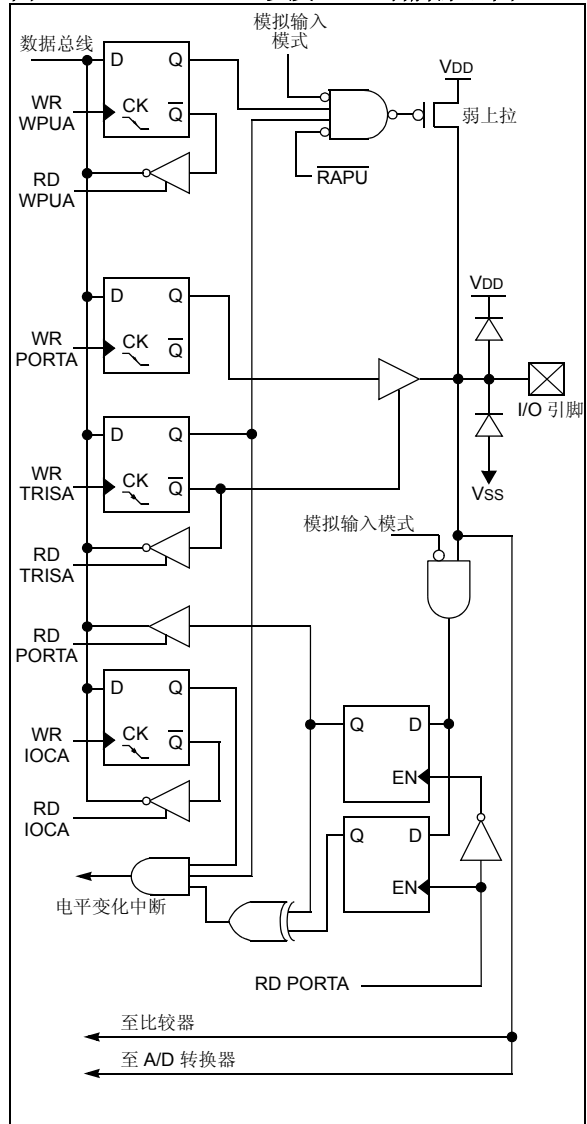 模拟输入
模式
数据总线
D Q
VDD
WR
WPUA
CK Q
弱上拉
RD
WPUA
RAPU
VDD
D Q
WR
PORTA
CK Q
I/O 引脚
D Q
WR
TRISA
CK Q
VSS
模拟输入模式
RD
TRISA
RD
PORTA
D Q
Q D
WR
IOCA
CK Q
EN
RD
IOCA
Q D
电平变化中断
EN
RD PORTA
至比较器
至 A/D 转换器